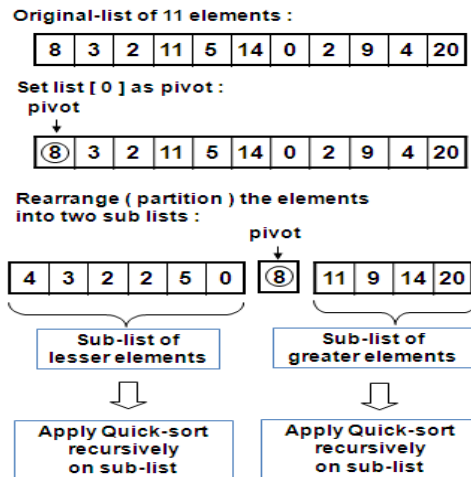 Original-list of 11 elements :
8 3 2 11 5 14 0 2 9 4 20
Set list [ 0 ] as pivot :
pivot
8 3 2 11 5 14 0 2 9 4 20
Rearrange ( partition ) the elements
into two sub lists :
pivot
4 3 2 2 5 0 8 11 9 14 20
Sub-list of
lesser elements
Sub-list of
greater elements
Apply Quick-sort
recursively
on sub-list
Apply Quick-sort
recursively
on sub-list